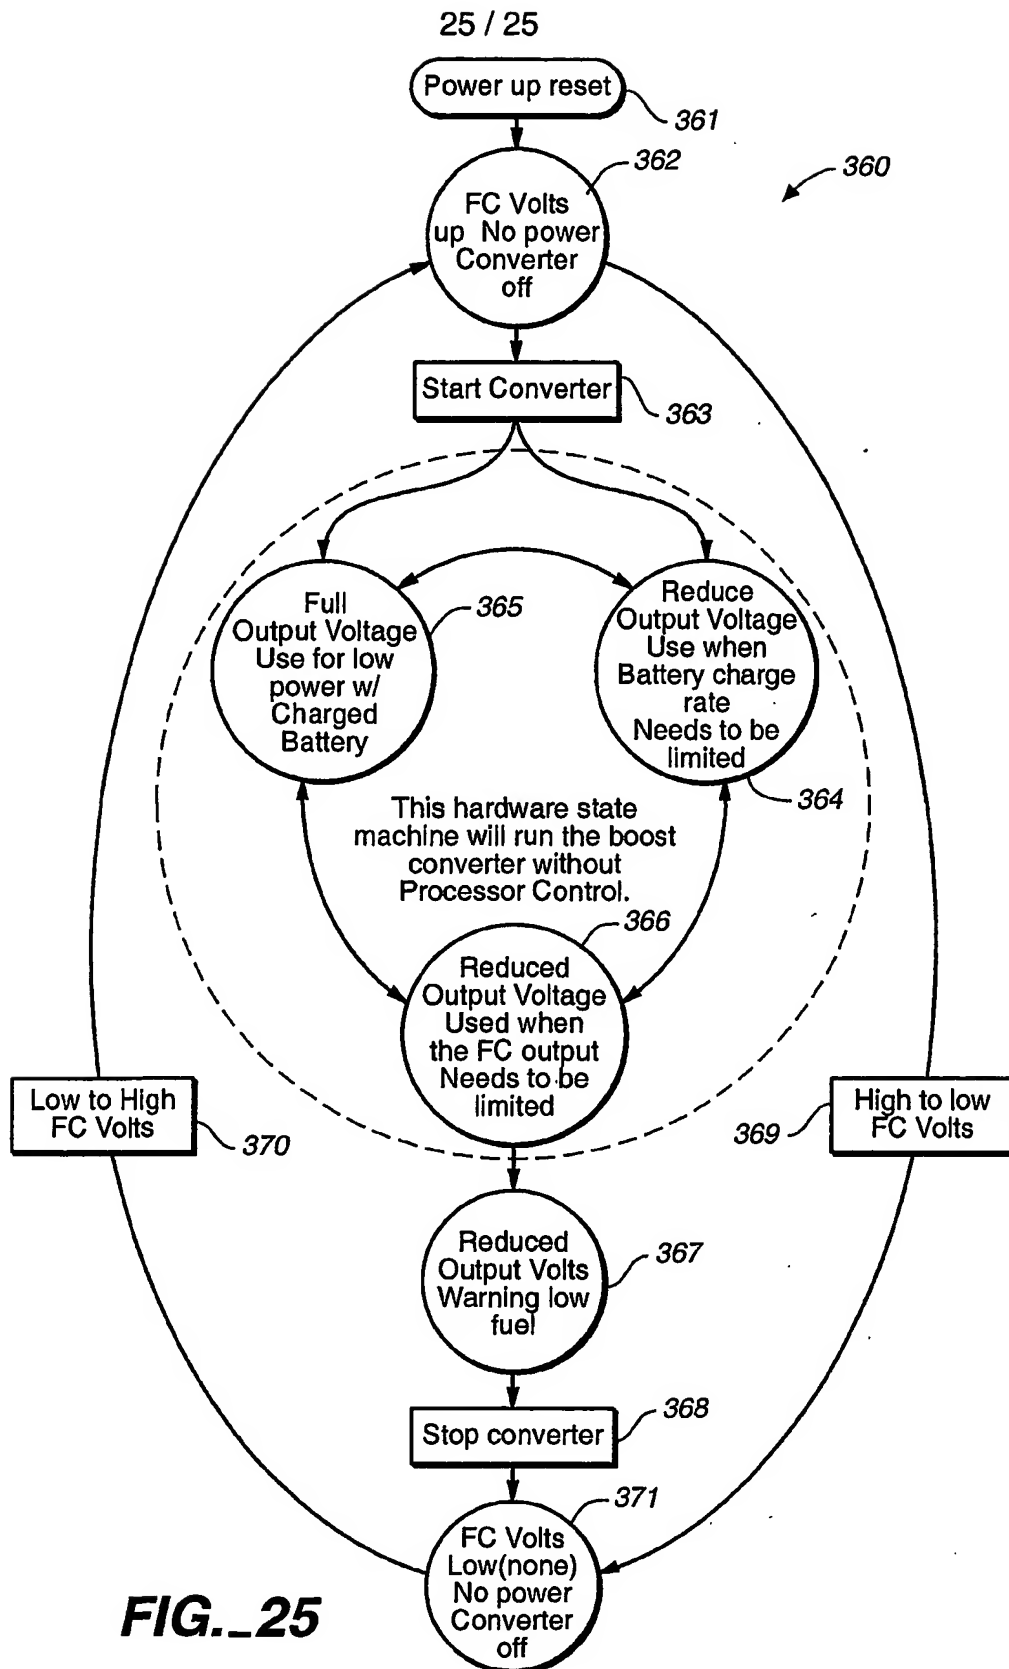 25 / 25
Power up reset
361
362
360
FC Volts
up No power
Converter
off
Start Converter
363
Full
Output Voltage
Use for low
power w/
Charged
Battery
365
Reduce
Output Voltage
Use when
Battery charge
rate
Needs to be
limited
364
This hardware state
machine will run the boost
converter without
Processor Control.
366
Reduced
Output Voltage
Used when
the FC output
Needs to be
limited
Low to High
FC Volts
370
369
High to low
FC Volts
Reduced
Output Volts
Warning low
fuel
367
Stop converter
368
371
FC Volts
Low(none)
No power
Converter
off
FIG._25